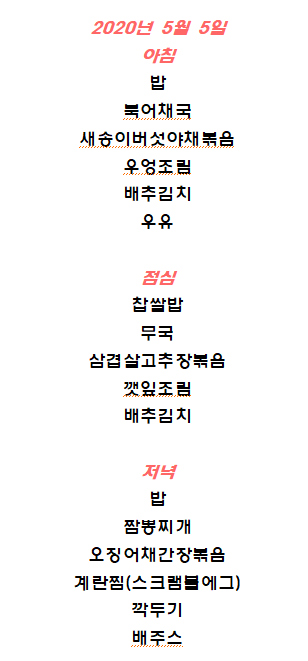 2020년 5월 5일
아침
밥
북어채국
새송이버섯야채볶음
우엉조림
배추김치
우유
점심
찹쌀밥
무국
삼겹살고추장볶음
깻잎조림
배추김치
저녁
밥
짬뽕찌개
오징어채간장볶음
계란찜(스크램블에그)
깍두기
배주스